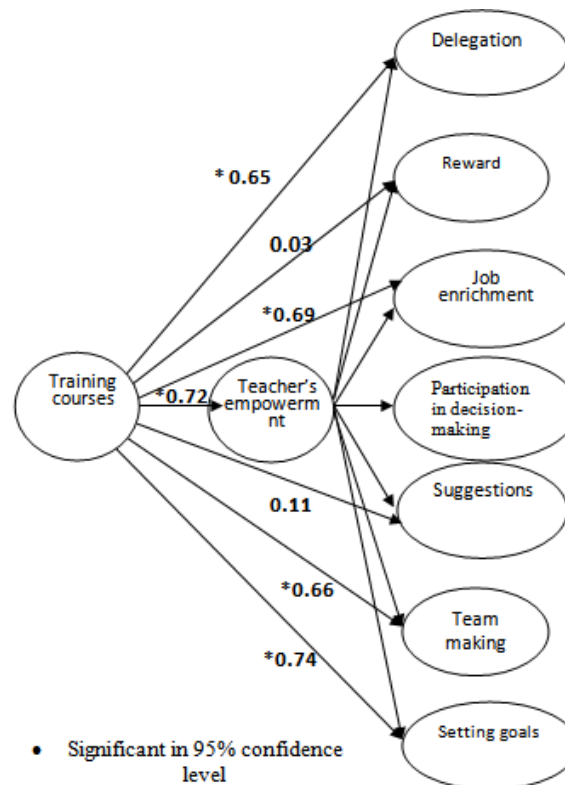 Delegation
* 0.65
Reward
0.03
Job
enrichment
*0.69
Training
courses
*0.72
Teacher's
empowerm
nt
Participation
in decision-
making
Suggestions
0.11
*0.66
Team
making
*0.74
Setting goals
• Significant in 95% confidence
level